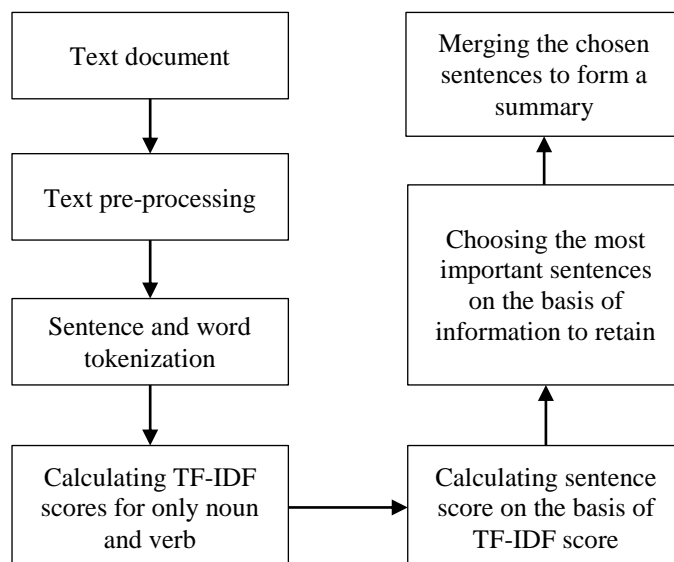 Text document
Text pre-processing
Sentence and word
tokenization
Calculating TF-IDF
scores for only noun
and verb
Calculating sentence
score on the basis of
TF-IDF score
Choosing the most
important sentences
on the basis of
information to retain
Merging the chosen
sentences to form a
summary